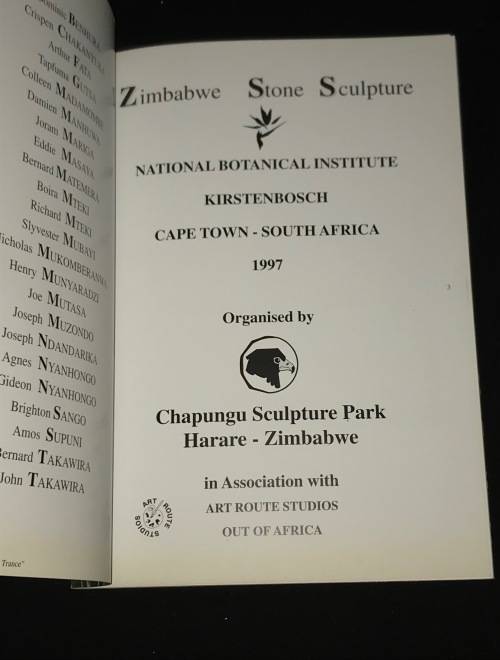 Dominic BENHURA
Crispen CHAKANYUKA
Arthur FATA
Tapfuma GUTSA
Colleen MADAMOMBE
Damien MANHUWA
Joram MARIGA
Eddie MASAYA
Bernard MATEMERA
Boira MTEKI
Richard MTEKI
Slyvester MUBAYI
Nicholas MUKOMBERANWA
Henry MUNYARADZI
Joe MUTASA
Joseph MUZONDO
Joseph NDANDARIKA
Agnes NYANHONGO
Gideon NYANHONGO
Brighton SANGO
Amos SUPUNI
Bernard TAKAWIRA
John TAKAWIRA
Trance"
Zimbabwe Stone Sculpture
NATIONAL BOTANICAL INSTITUTE
KIRSTENBOSCH
CAPE TOWN - SOUTH AFRICA
1997
Organised by
Chapungu Sculpture Park
Harare - Zimbabwe
in Association with
ART ROUTE STUDIOS
OUT OF AFRICA
ART ROUTE STUDIOS